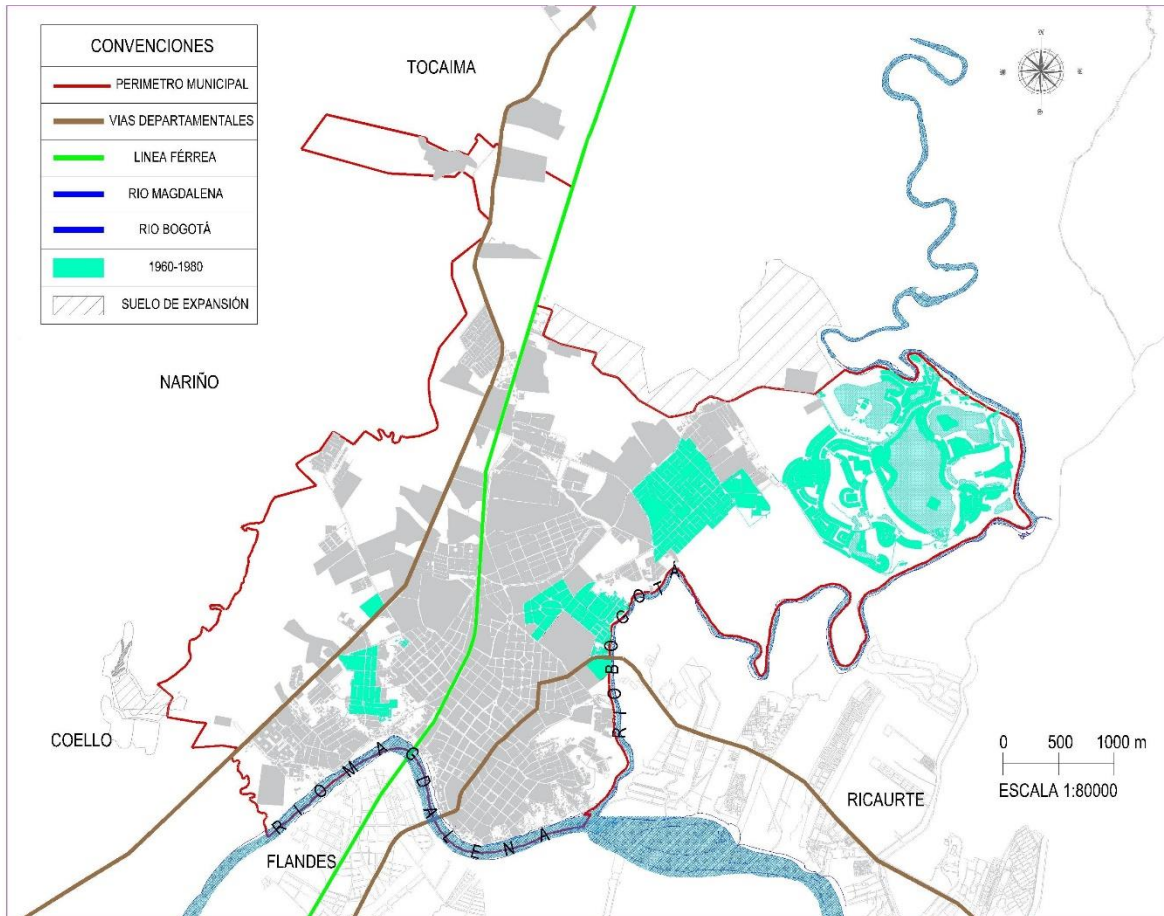 CONVENCIONES
PERIMETRO MUNICIPAL
VIAS DEPARTAMENTALES
LINEA FÉRREA
RIO MAGDALENA
RIO BOGOTÁ
1960-1980
SUELO DE EXPANSIÓN
TOCAIMA
NARIÑO
COELLO
FLANDES
RICAURTE
RIO MAGDALENA
RIO BOGOTÁ
0 500 1000 m
ESCALA 1:80000